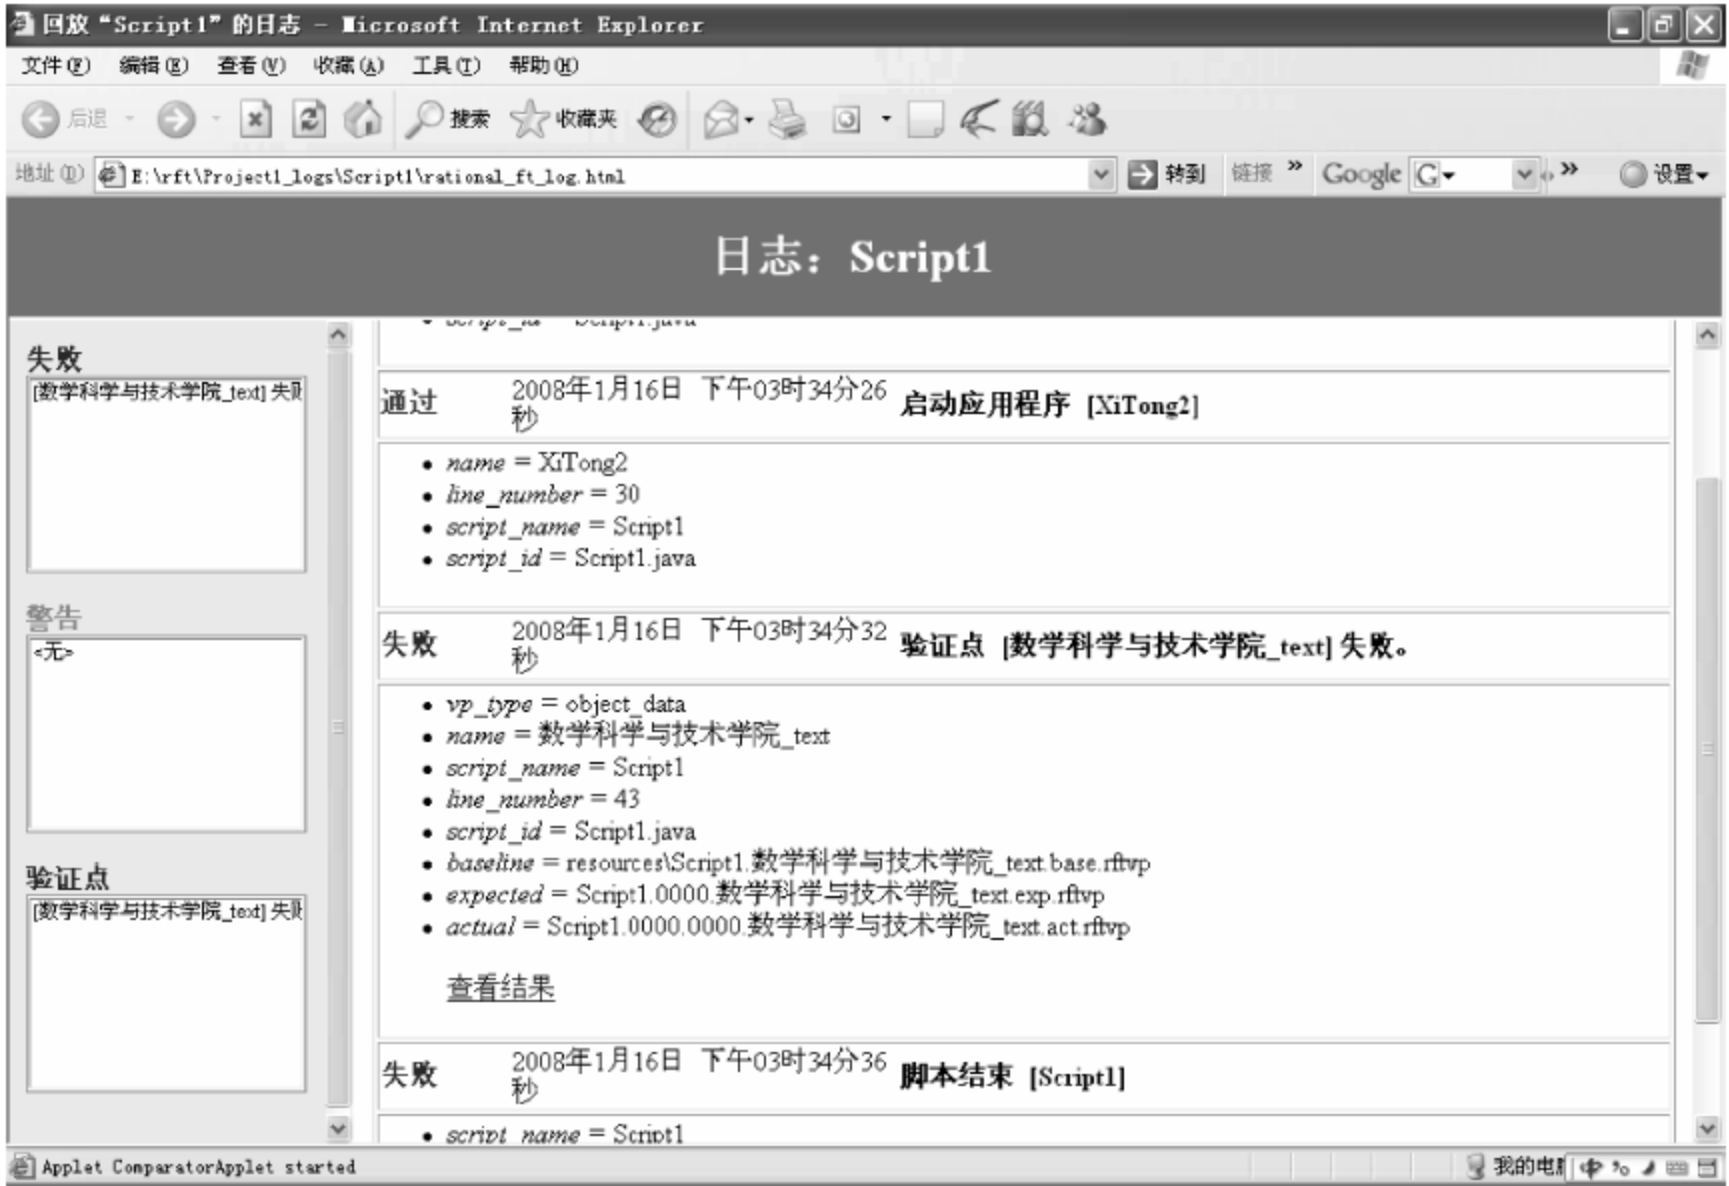 回放“Script1”的日志 - Microsoft Internet Explorer
文件(F) 编辑(E) 查看(V) 收藏(A) 工具(T) 帮助(H)
后退 搜索 收藏夹
地址(D) E:\rft\Project1_logs\Script1\rational_ft_log.html 转到 链接 » Google G » 设置
日志：Script1
失败
[数学科学与技术学院_text] 失
警告
<无>
验证点
[数学科学与技术学院_text] 失
script_id = Script1.java
通过 2008年1月16日 下午03时34分26秒 启动应用程序 [XiTong2]
• name = XiTong2
• line_number = 30
• script_name = Script1
• script_id = Script1.java
失败 2008年1月16日 下午03时34分32秒 验证点 [数学科学与技术学院_text] 失败。
• vp_type = object_data
• name = 数学科学与技术学院_text
• script_name = Script1
• line_number = 43
• script_id = Script1.java
• baseline = resources\Script1.数学科学与技术学院_text.base.rftvp
• expected = Script1.0000.数学科学与技术学院_text.exp.rftvp
• actual = Script1.0000.0000.数学科学与技术学院_text.act.rftvp
查看结果
失败 2008年1月16日 下午03时34分36秒 脚本结束 [Script1]
• script_name = Script1
Applet ComparatorApplet started 我的电 中